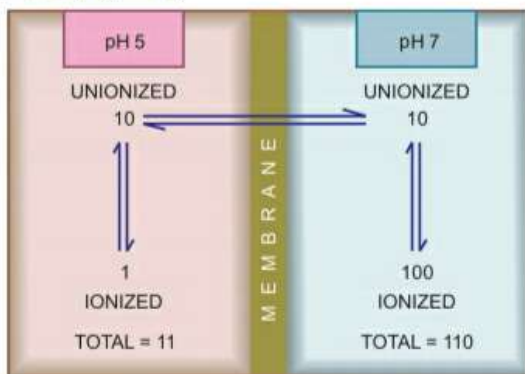 pH 5
UNIONIZED
10
1
IONIZED
TOTAL = 11
MEMBRANE
pH 7
UNIONIZED
10
100
IONIZED
TOTAL = 110